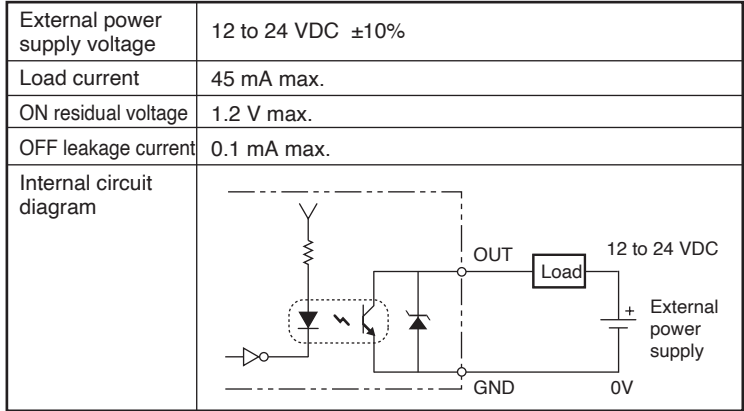 External power
supply voltage
12 to 24 VDC ±10%
Load current
45 mA max.
ON residual voltage
1.2 V max.
OFF leakage current
0.1 mA max.
Internal circuit
diagram
OUT
Load
12 to 24 VDC
+
External
power
supply
GND
0V